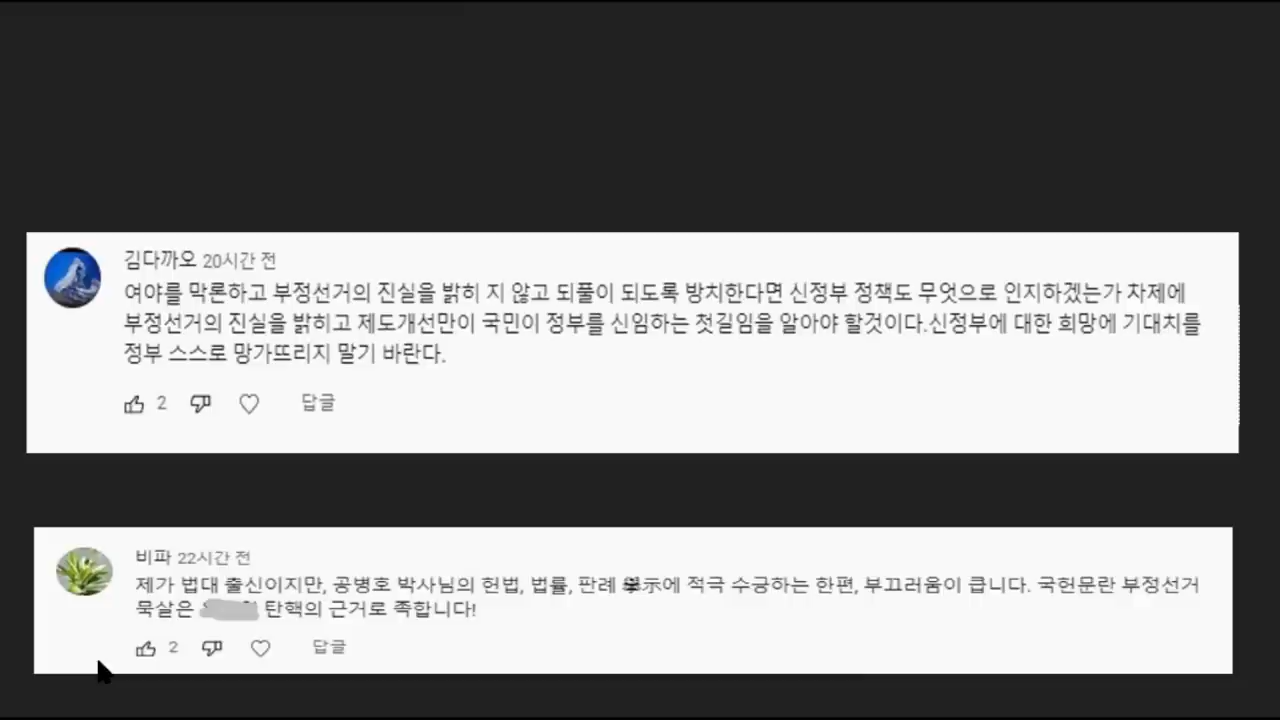 김다까오 20시간 전
여야를 막론하고 부정선거의 진실을 밝히 지 않고 되풀이 되도록 방치한다면 신정부 정책도 무엇으로 인지하겠는가 차제에
부정선거의 진실을 밝히고 제도개선만이 국민이 정부를 신임하는 첫길임을 알아야 할것이다.신정부에 대한 희망에 기대치를
정부 스스로 망가뜨리지 말기 바란다.
2 답글
비파 22시간 전
제가 법대 출신이지만, 공병호 박사님의 헌법, 법률, 판례 擧示에 적극 수긍하는 한편, 부끄러움이 큽니다. 국헌문란 부정선거
묵살은 탄핵의 근거로 족합니다!
2 답글